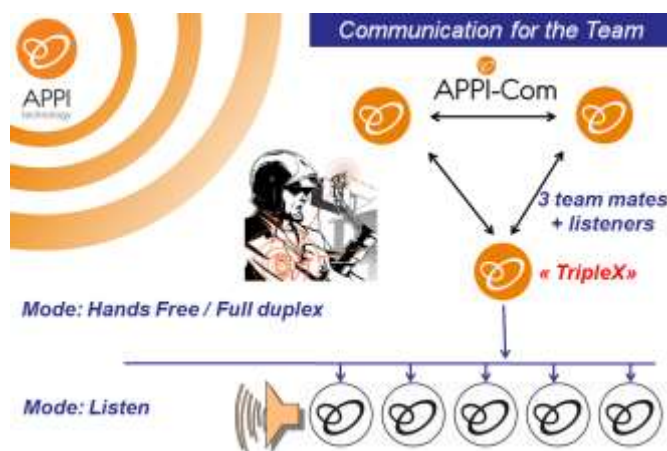 Communication for the Team
APPI
technology
APPI-Com
3 team mates
+ listeners
« TripleX»
Mode: Hands Free / Full duplex
Mode: Listen